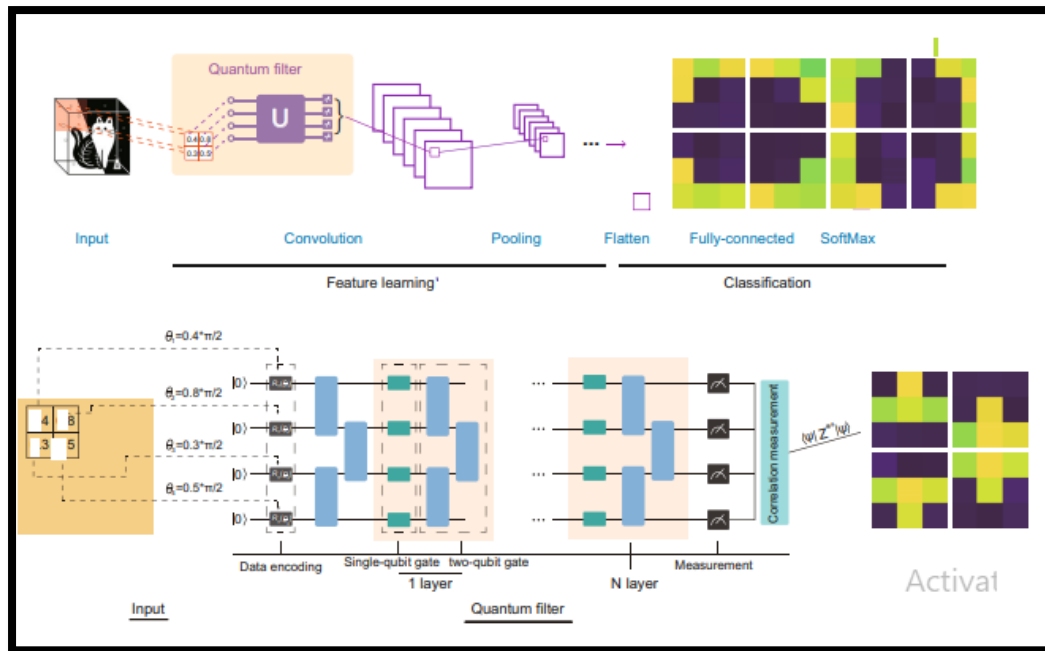 Quantum filter
U
0.4 0.8
0.3 0.5
Input
Convolution
Pooling
Flatten
Fully-connected
SoftMax
Feature learning
Classification
θ₁=0.4*π/2
θ₂=0.8*π/2
θ₃=0.3*π/2
θ₄=0.5*π/2
4 8
3 5
|0⟩
|0⟩
|0⟩
|0⟩
...
...
...
...
Correlation measurement
Data encoding
Single-qubit gate
two-qubit gate
Measurement
1 layer
N layer
Input
Quantum filter
Activat